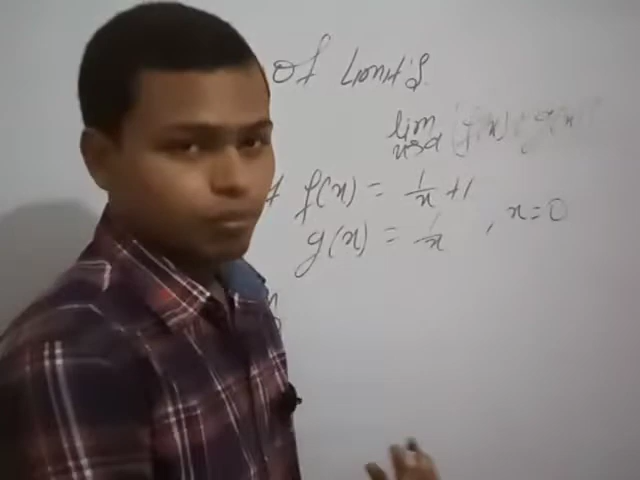 Of Limits
lim (f(x) g(x)
x→a
f(x) = 1/x + 1
g(x) = 1/x , x = 0